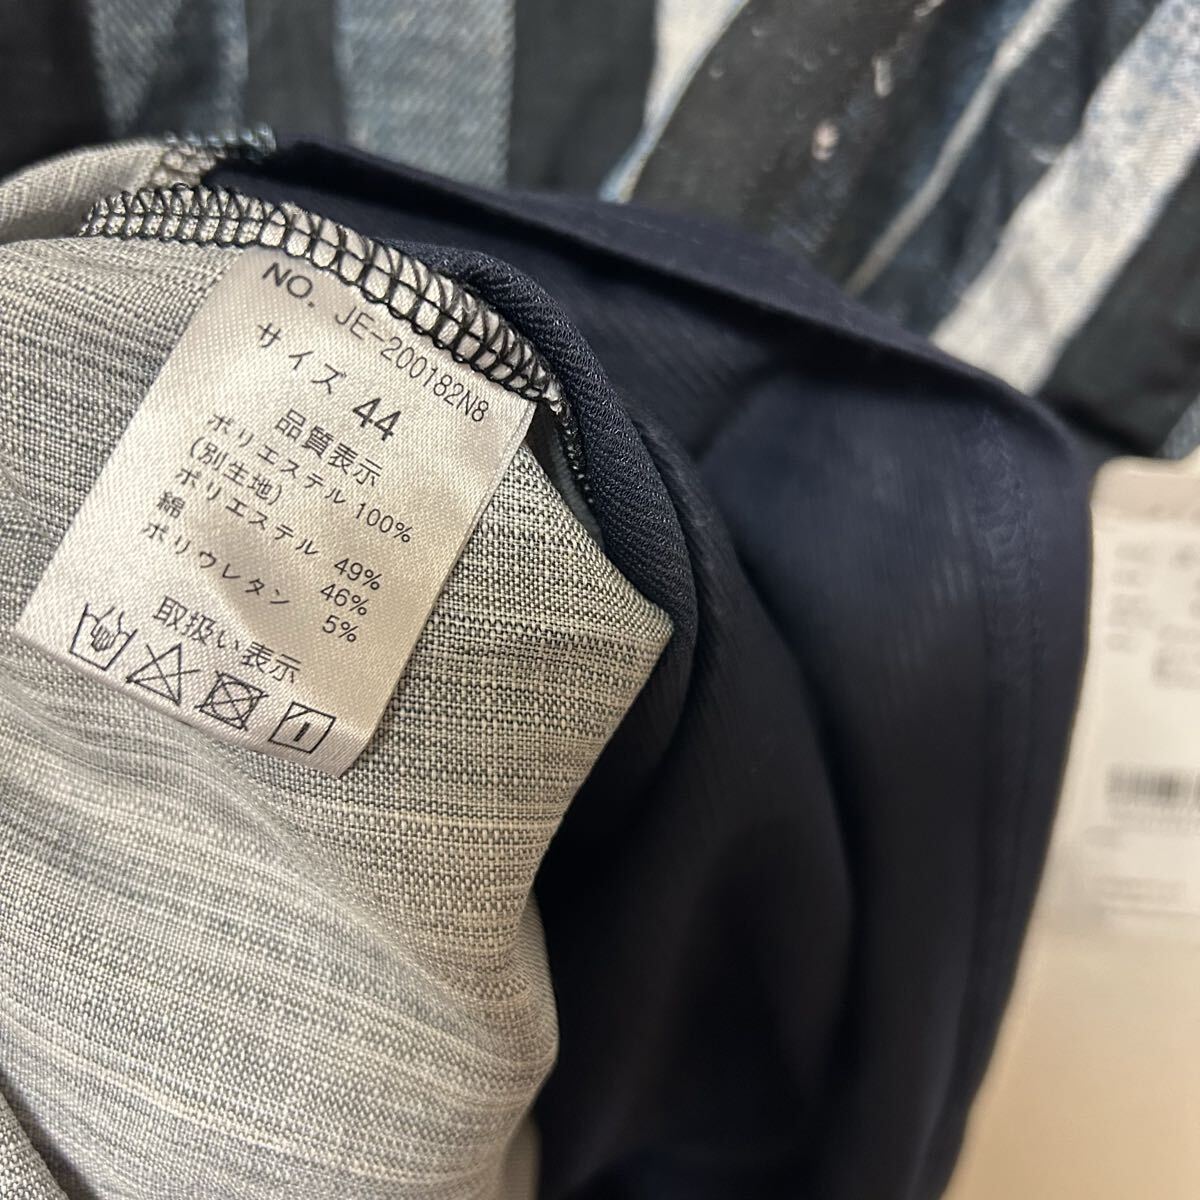 NO. JE-200182N8
サイズ 44
品質表示
ポリエステル 100%
(別生地)
ポリエステル 49%
綿 46%
ポリウレタン 5%
取扱い表示